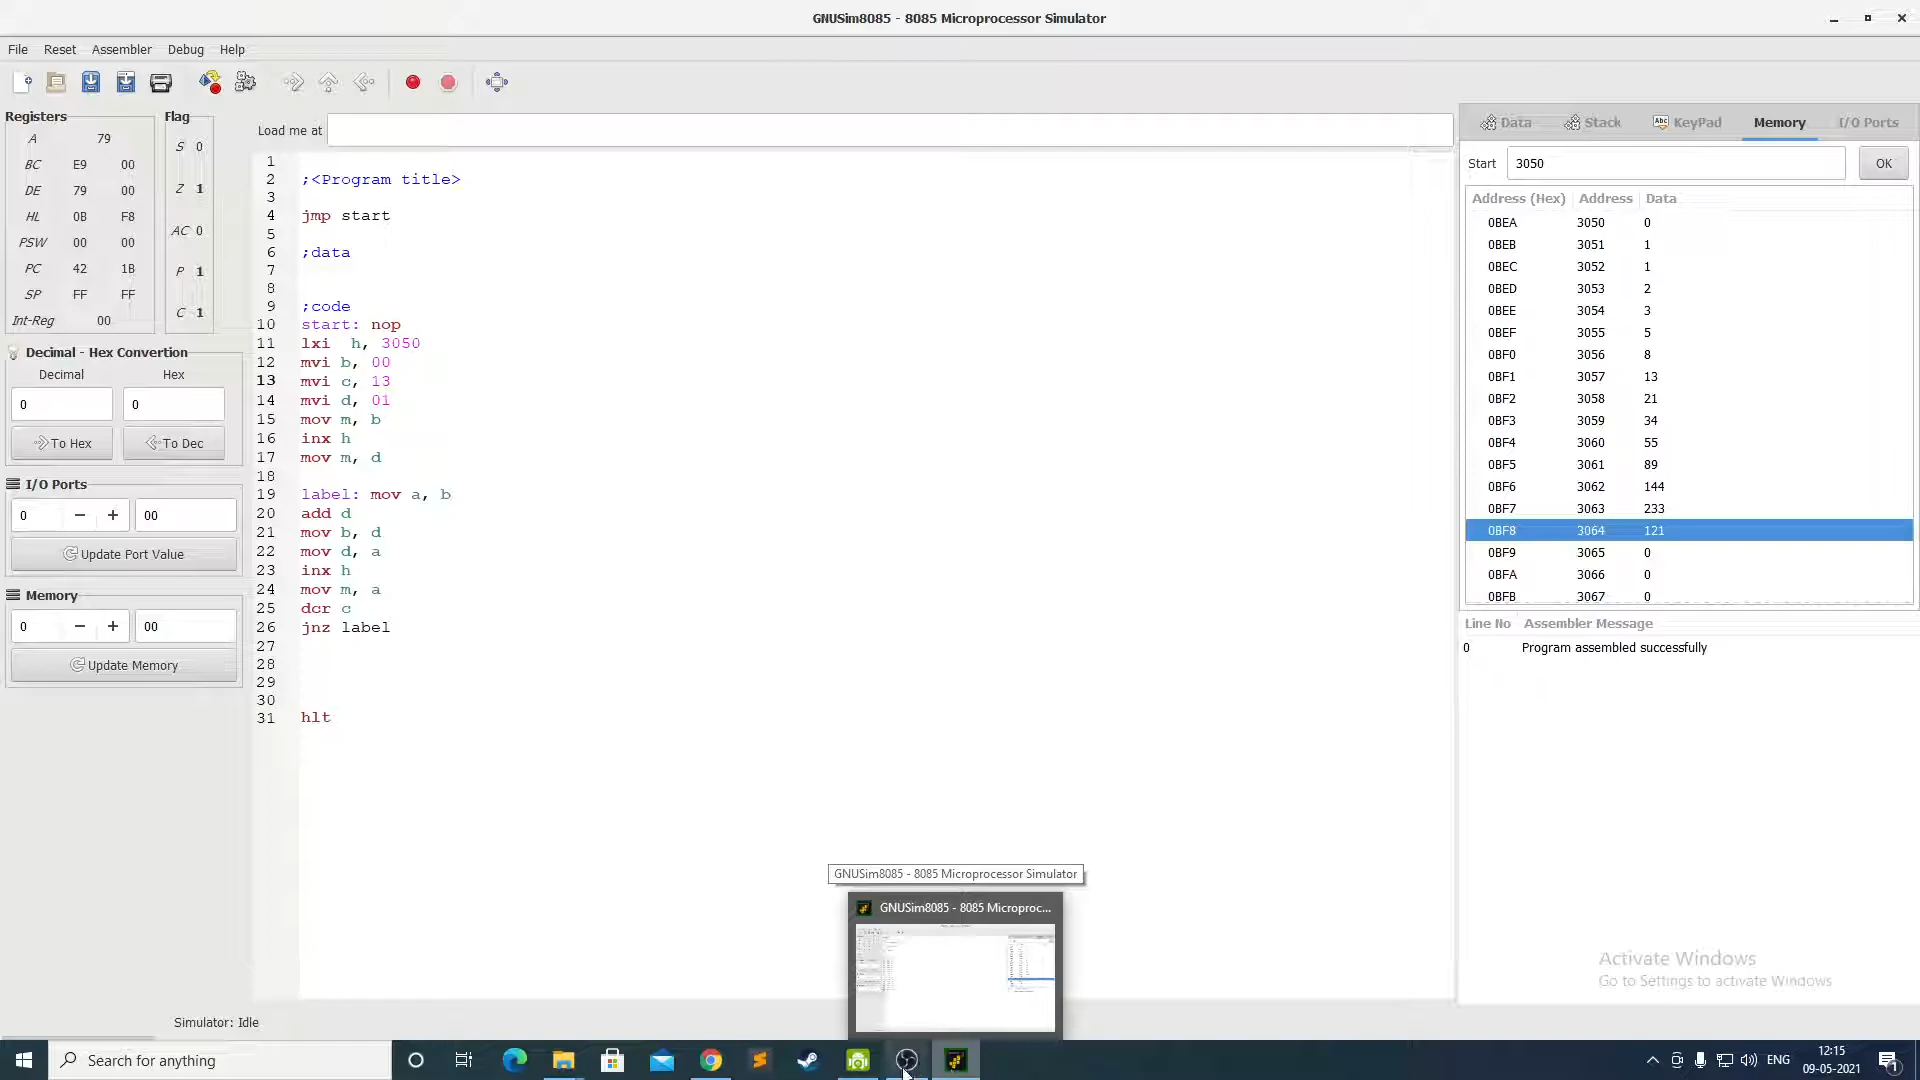 GNUSim8085 - 8085 Microprocessor Simulator
File Reset Assembler Debug Help
Registers
A 79
BC E9 00
DE 79 00
HL 0B F8
PSW 00 00
PC 42 1B
SP FF FF
Int-Reg 00
Flag
S 0
Z 1
AC 0
P 1
C 1
Decimal - Hex Convertion
Decimal Hex
0 0
To Hex To Dec
I/O Ports
0 − + 00
Update Port Value
Memory
0 − + 00
Update Memory
Load me at
1
2 ;<Program title>
3
4 jmp start
5
6 ;data
7
8
9 ;code
10 start: nop
11 lxi h, 3050
12 mvi b, 00
13 mvi c, 13
14 mvi d, 01
15 mov m, b
16 inx h
17 mov m, d
18
19 label: mov a, b
20 add d
21 mov b, d
22 mov d, a
23 inx h
24 mov m, a
25 dcr c
26 jnz label
27
28
29
30
31 hlt
Data Stack KeyPad Memory I/O Ports
Start 3050 OK
Address (Hex) Address Data
0BEA 3050 0
0BEB 3051 1
0BEC 3052 1
0BED 3053 2
0BEE 3054 3
0BEF 3055 5
0BF0 3056 8
0BF1 3057 13
0BF2 3058 21
0BF3 3059 34
0BF4 3060 55
0BF5 3061 89
0BF6 3062 144
0BF7 3063 233
0BF8 3064 121
0BF9 3065 0
0BFA 3066 0
0BFB 3067 0
Line No Assembler Message
0 Program assembled successfully
GNUSim8085 - 8085 Microprocessor Simulator
GNUSim8085 - 8085 Microproc...
Activate Windows
Go to Settings to activate Windows
Simulator: Idle
Search for anything
ENG
12:15
09-05-2021
1